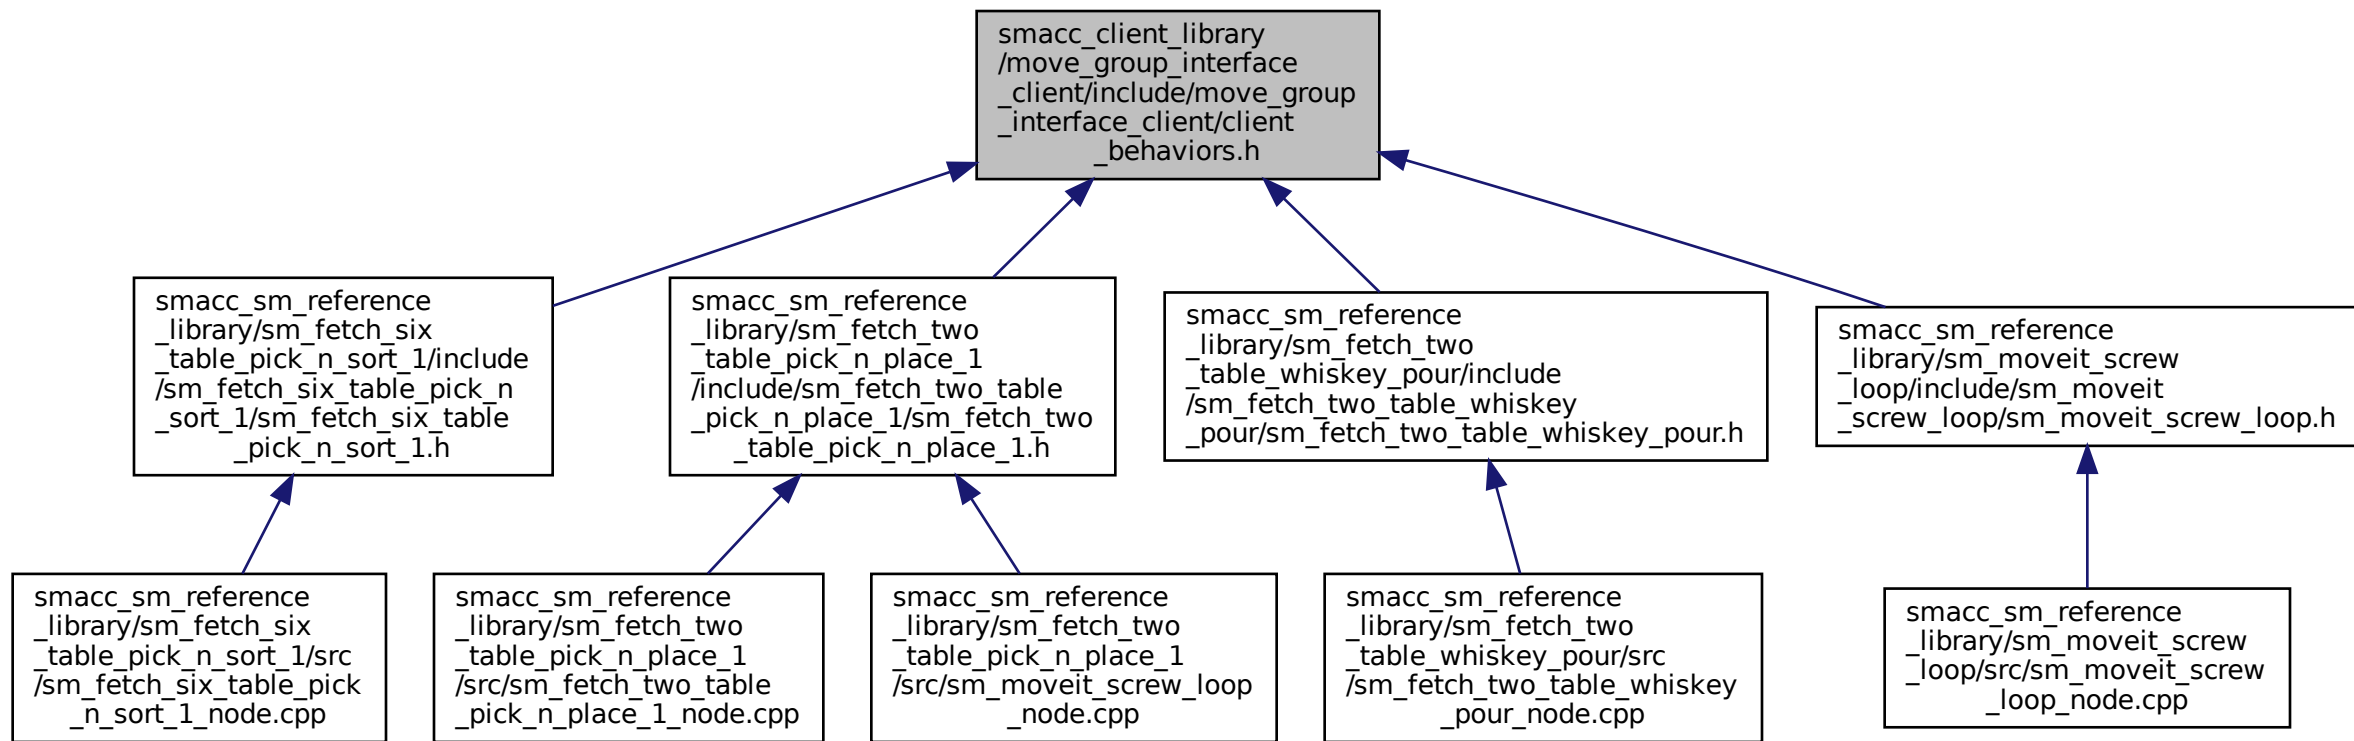 smacc_client_library
/move_group_interface
_client/include/move_group
_interface_client/client
_behaviors.h
smacc_sm_reference
_library/sm_fetch_six
_table_pick_n_sort_1/include
/sm_fetch_six_table_pick_n
_sort_1/sm_fetch_six_table
_pick_n_sort_1.h
smacc_sm_reference
_library/sm_fetch_two
_table_pick_n_place_1
/include/sm_fetch_two_table
_pick_n_place_1/sm_fetch_two
_table_pick_n_place_1.h
smacc_sm_reference
_library/sm_fetch_two
_table_whiskey_pour/include
/sm_fetch_two_table_whiskey
_pour/sm_fetch_two_table_whiskey_pour.h
smacc_sm_reference
_library/sm_moveit_screw
_loop/include/sm_moveit
_screw_loop/sm_moveit_screw_loop.h
smacc_sm_reference
_library/sm_fetch_six
_table_pick_n_sort_1/src
/sm_fetch_six_table_pick
_n_sort_1_node.cpp
smacc_sm_reference
_library/sm_fetch_two
_table_pick_n_place_1
/src/sm_fetch_two_table
_pick_n_place_1_node.cpp
smacc_sm_reference
_library/sm_fetch_two
_table_pick_n_place_1
/src/sm_moveit_screw_loop
_node.cpp
smacc_sm_reference
_library/sm_fetch_two
_table_whiskey_pour/src
/sm_fetch_two_table_whiskey
_pour_node.cpp
smacc_sm_reference
_library/sm_moveit_screw
_loop/src/sm_moveit_screw
_loop_node.cpp